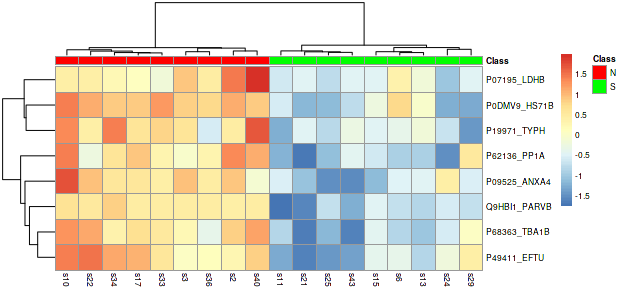 Class
P07195_LDHB
P0DMV9_HS71B
P19971_TYPH
P62136_PP1A
P09525_ANXA4
Q9HBI1_PARVB
P68363_TBA1B
P49411_EFTU
s10 s22 s34 s17 s33 s3 s36 s2 s40 s11 s21 s25 s43 s15 s6 s13 s24 s29
1.5
1
0.5
0
-0.5
-1
-1.5
Class
N
S